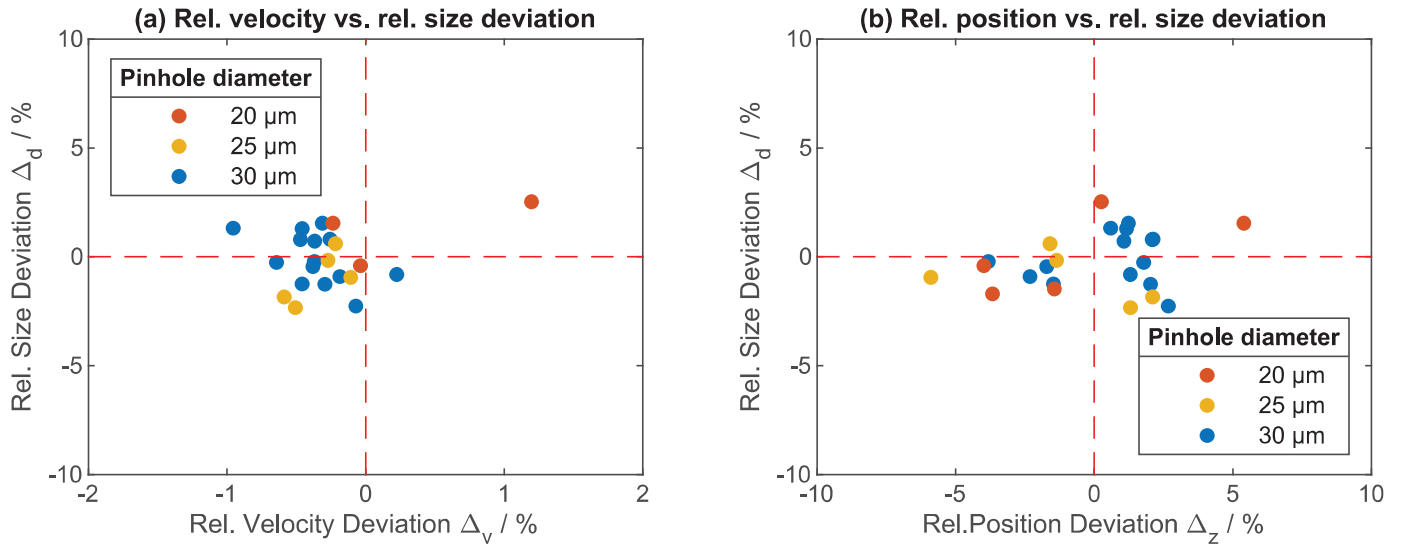 (a) Rel. velocity vs. rel. size deviation
10
5
0
-5
-10
-2
-1
0
1
2
Rel. Size Deviation Δd / %
Rel. Velocity Deviation Δv / %
Pinhole diameter
20 µm
25 µm
30 µm
(b) Rel.position vs. rel. size deviation
10
5
0
-5
-10
-10
-5
0
5
10
Rel. Size Deviation Δd / %
Rel.Position Deviation Δz / %
Pinhole diameter
20 µm
25 µm
30 µm